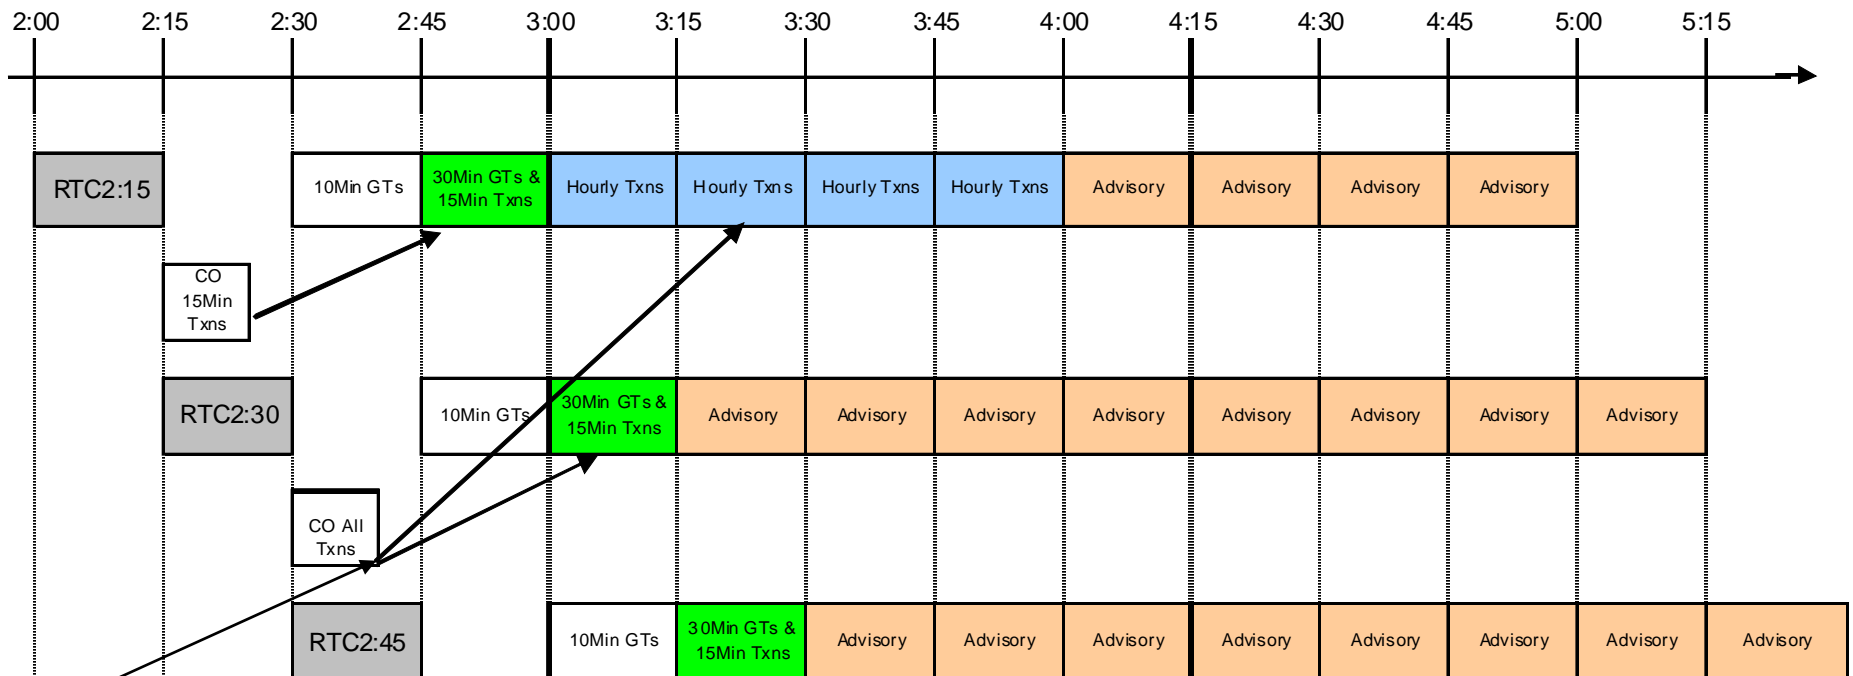 2:00 2:15 2:30 2:45 3:00 3:15 3:30 3:45 4:00 4:15 4:30 4:45 5:00 5:15
RTC2:15
10Min GTs
30Min GTs &
15Min Txns
Hourly Txns
Hourly Txns
Hourly Txns
Hourly Txns
Advisory
Advisory
Advisory
Advisory
CO
15Min
Txns
RTC2:30
10Min GTs
30Min GTs &
15Min Txns
Advisory
Advisory
Advisory
Advisory
Advisory
Advisory
Advisory
Advisory
CO All
Txns
RTC2:45
10Min GTs
30Min GTs &
15Min Txns
Advisory
Advisory
Advisory
Advisory
Advisory
Advisory
Advisory
Advisory